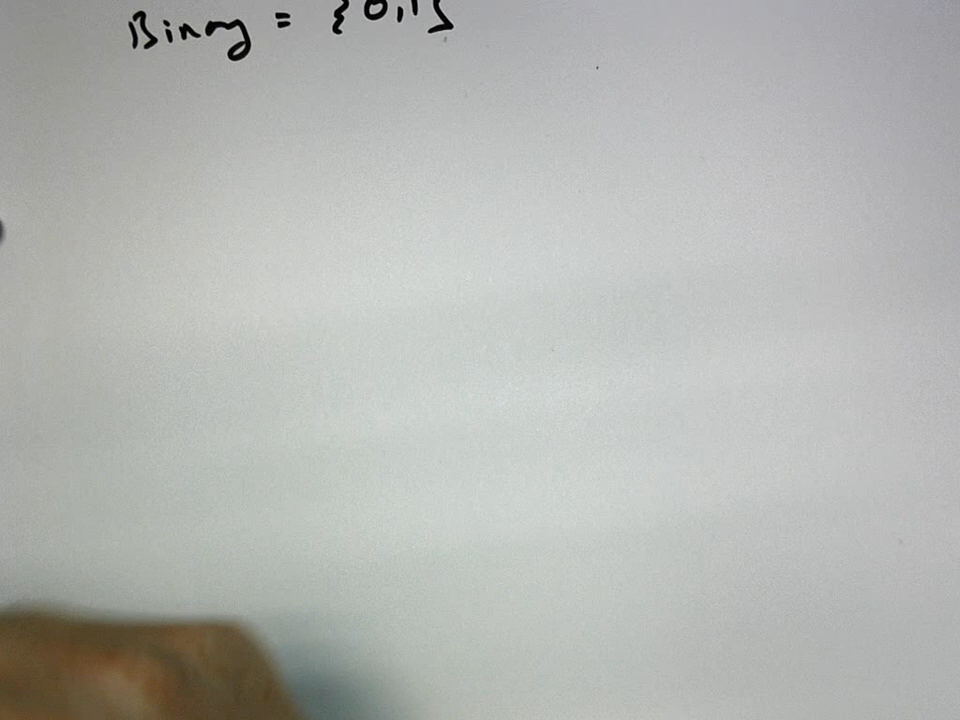 Binary = {0,1}